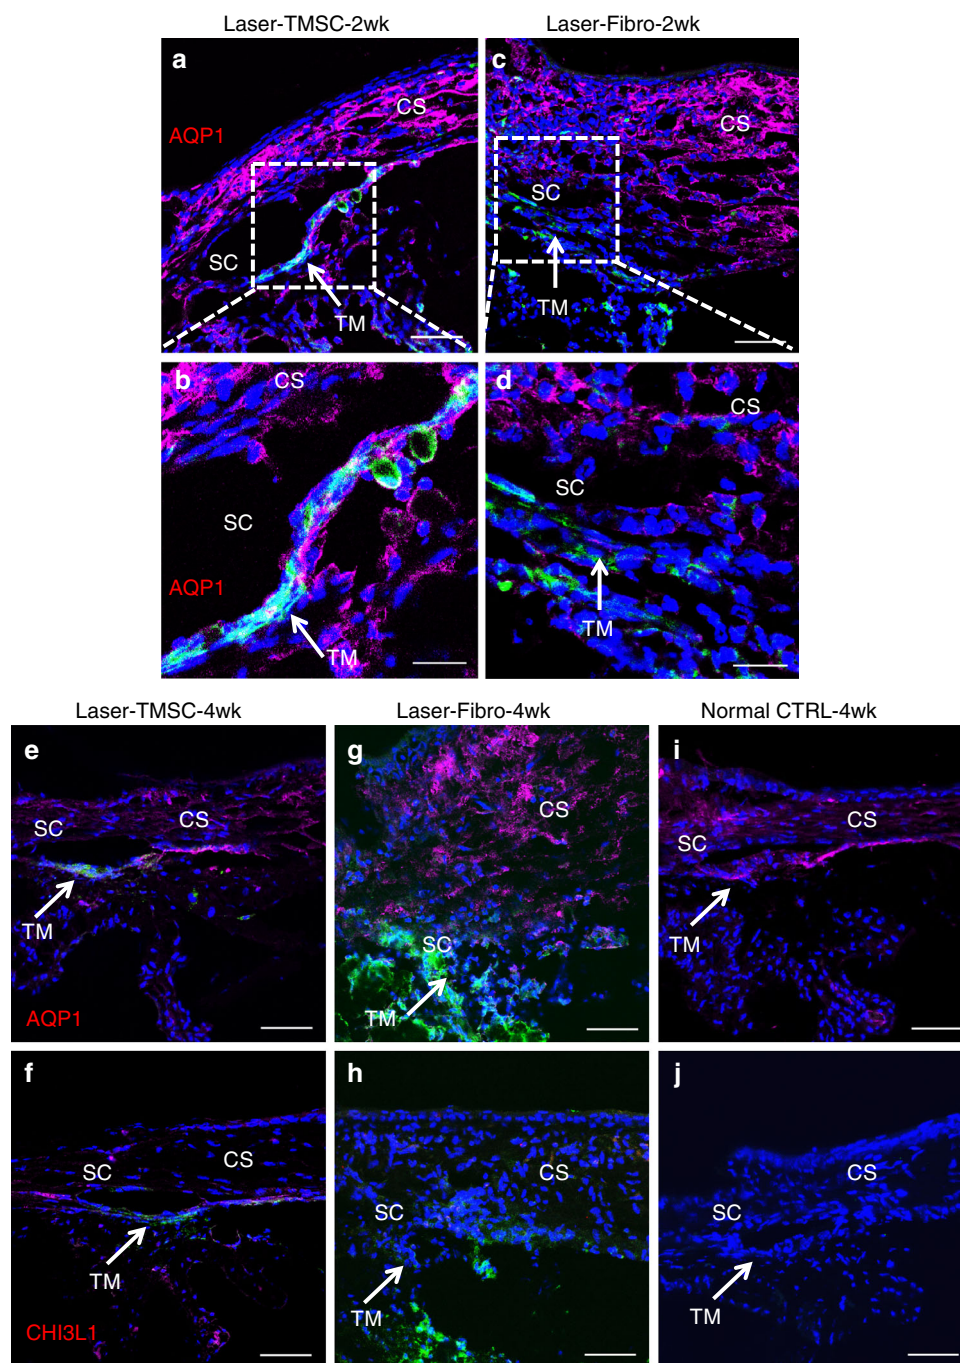 Laser-TMSC-2wk
Laser-Fibro-2wk
a
CS
AQP1
SC
TM
c
CS
SC
TM
b
CS
SC
AQP1
TM
d
CS
SC
TM
Laser-TMSC-4wk
Laser-Fibro-4wk
Normal CTRL-4wk
e
SC
CS
TM
AQP1
g
CS
SC
TM
i
CS
SC
TM
f
SC
CS
TM
CHI3L1
h
CS
SC
TM
j
CS
SC
TM